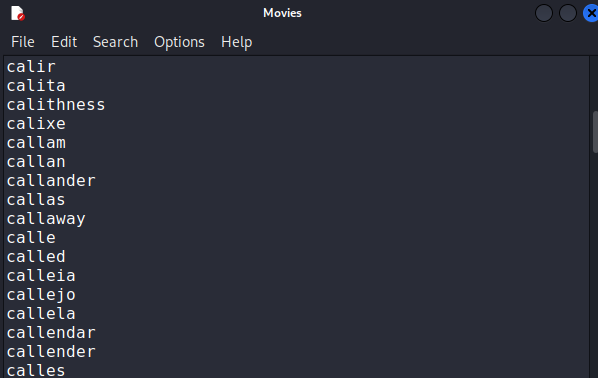 Movies
File Edit Search Options Help
calir
calita
calithness
calixe
callam
callan
callander
callas
callaway
calle
called
calleia
callejo
callela
callendar
callender
calles